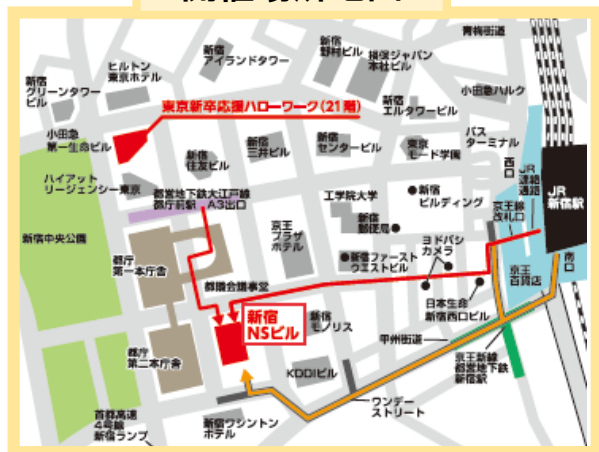 青梅街道
新宿
アイランドタワー
新宿
野村ビル
損保ジャパン
本社ビル
ヒルトン
東京ホテル
新宿
グリーンタワー
ビル
小田急ハルク
東京新卒応援ハローワーク(21階)
新宿
エルタワービル
小田急
第一生命ビル
バス
ターミナル
新宿
住友ビル
新宿
三井ビル
新宿
センタービル
東京
モード学園
西口
JR
連絡
通路
ハイアット
リージェンシー東京
都営地下鉄大江戸線
都庁前駅 A3出口
工学院大学
新宿
ビルディング
京王線
改札口
JR
新宿駅
新宿中央公園
京王
プラザ
ホテル
新宿
郵便局
ヨドバシ
カメラ
南口
都庁
第一本庁舎
新宿ファースト
ウエストビル
京王
百貨店
都議会議事堂
新宿
NSビル
新宿
モノリス
日本生命
新宿西口ビル
甲州街道
都庁
第二本庁舎
KDDIビル
京王新線
都営地下鉄
新宿駅
ワンデー
ストリート
首都高速
4号線
新宿ランプ
新宿ワシントン
ホテル